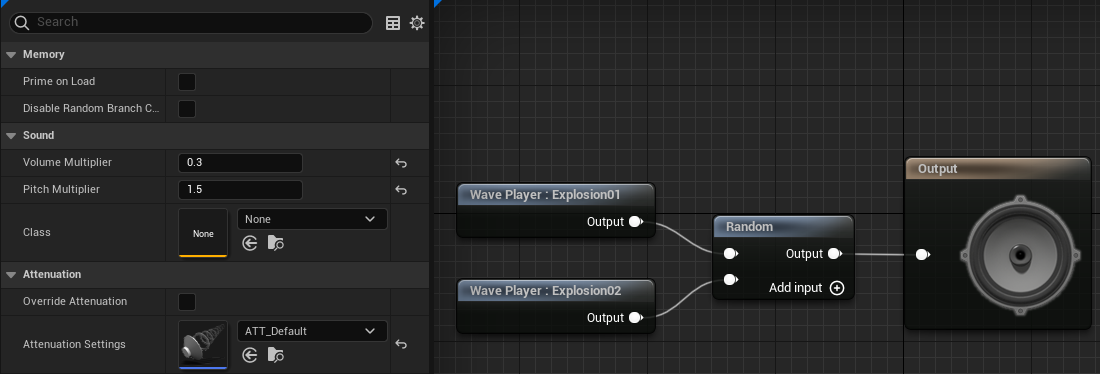 Search
Memory
Prime on Load
Disable Random Branch C...
Sound
Volume Multiplier 0.3
Pitch Multiplier 1.5
Class None None
Attenuation
Override Attenuation
Attenuation Settings ATT_Default
Wave Player : Explosion01
Output
Wave Player : Explosion02
Output
Random
Output
Add input
Output